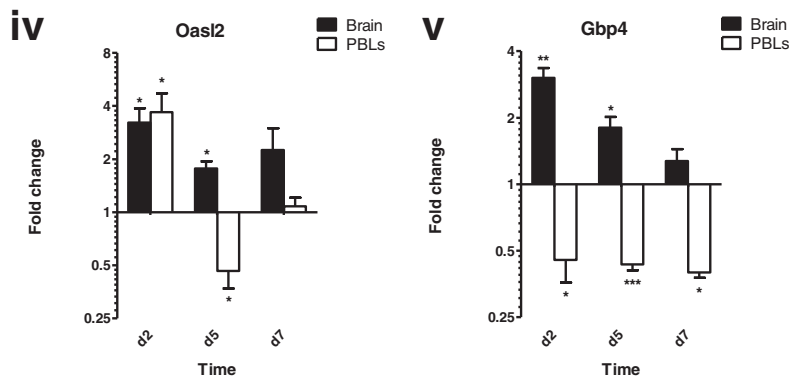 iv
Oasl2
Brain
PBLs
8
4
2
1
0.5
0.25
Fold change
*
*
*
*
d2
d5
d7
Time
v
Gbp4
Brain
PBLs
4
2
1
0.5
0.25
Fold change
**
*
*
***
*
d2
d5
d7
Time